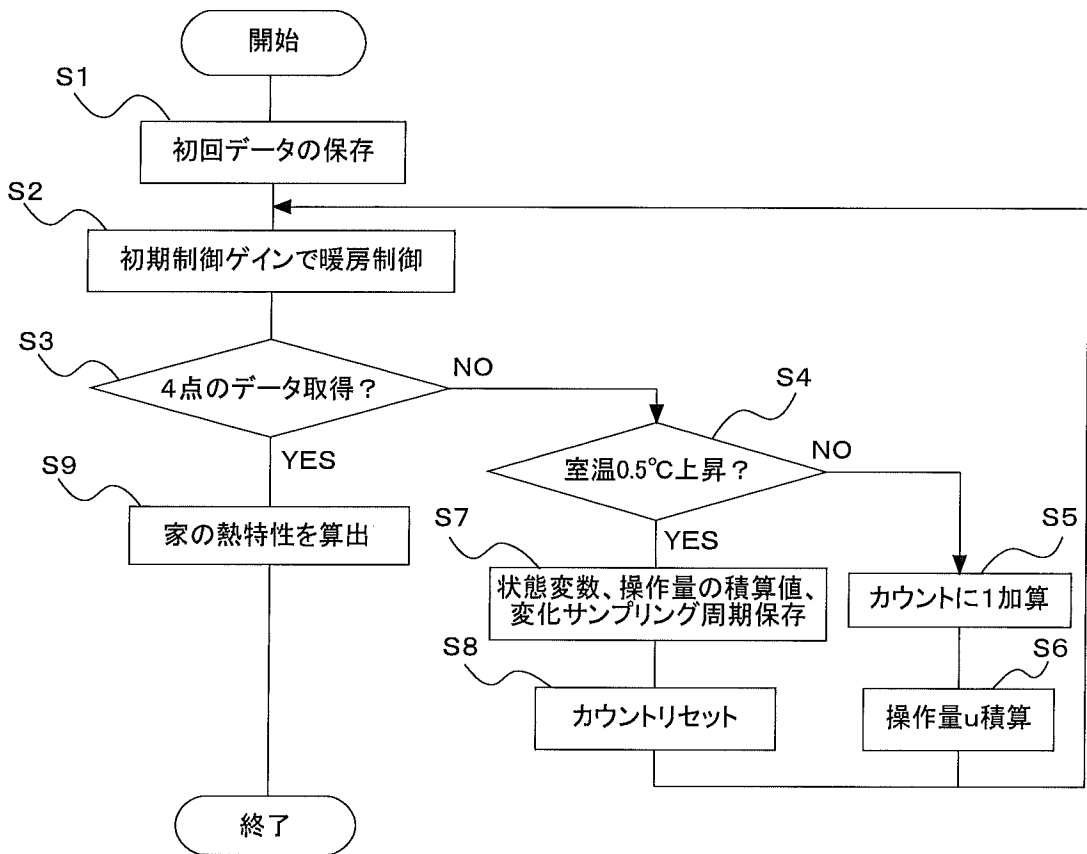 開始
S1
初回データの保存
S2
初期制御ゲインで暖房制御
S3
4点のデータ取得?
NO
YES
S4
室温0.5℃上昇?
NO
YES
S5
カウントに1加算
S6
操作量u積算
S7
状態変数、操作量の積算値、
変化サンプリング周期保存
S8
カウントリセット
S9
家の熱特性を算出
終了